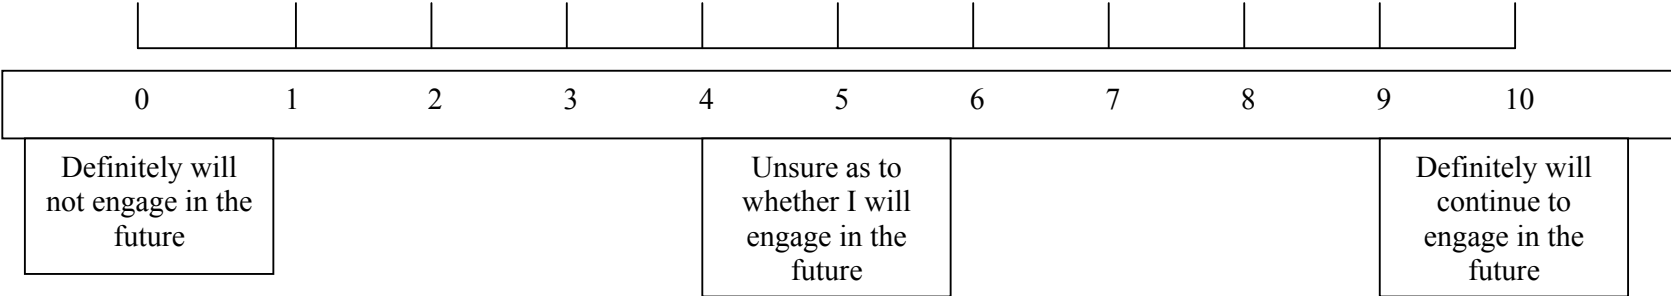 0 1 2 3 4 5 6 7 8 9 10
Definitely will
not engage in the
future
Unsure as to
whether I will
engage in the
future
Definitely will
continue to
engage in the
future